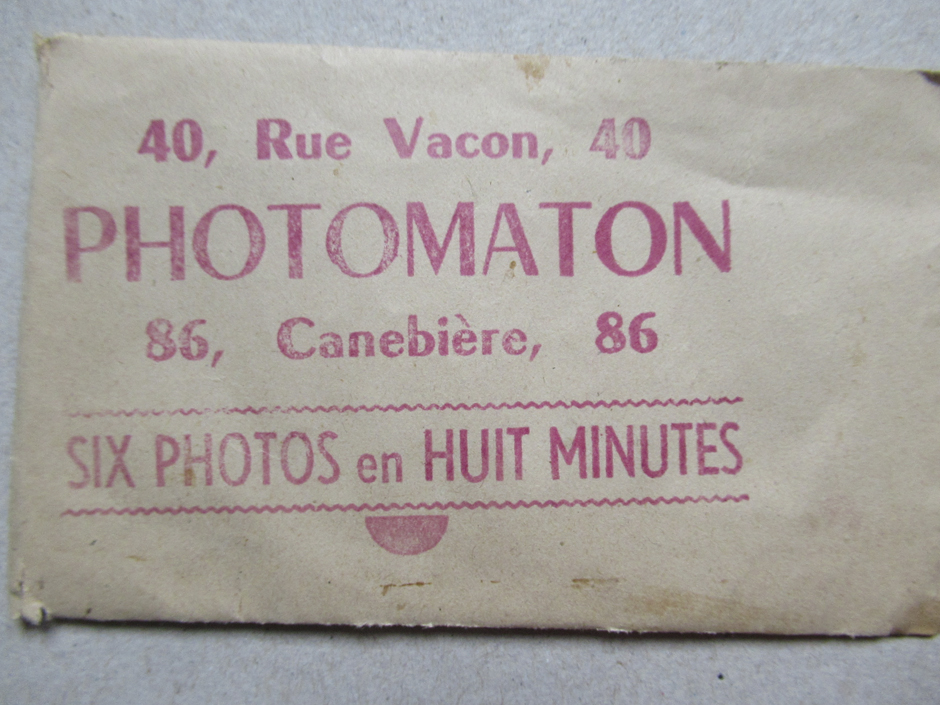 40, Rue Vacon, 40
PHOTOMATON
86, Canebière, 86
SIX PHOTOS en HUIT MINUTES